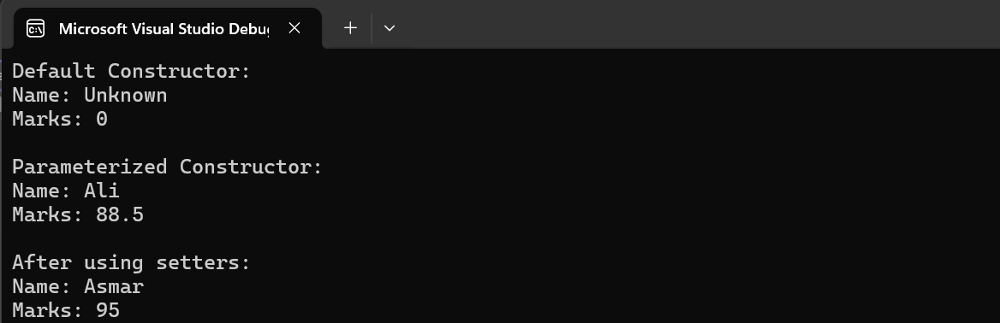 Microsoft Visual Studio Debu
Default Constructor:
Name: Unknown
Marks: 0
Parameterized Constructor:
Name: Ali
Marks: 88.5
After using setters:
Name: Asmar
Marks: 95